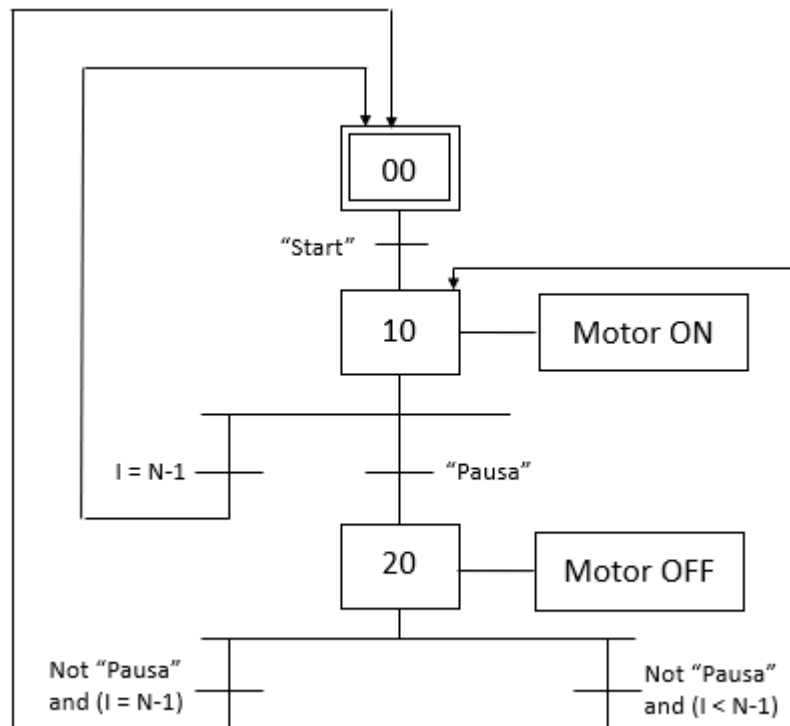 00
“Start”
10
Motor ON
I = N-1
“Pausa”
20
Motor OFF
Not “Pausa”
and (I = N-1)
Not “Pausa”
and (I < N-1)